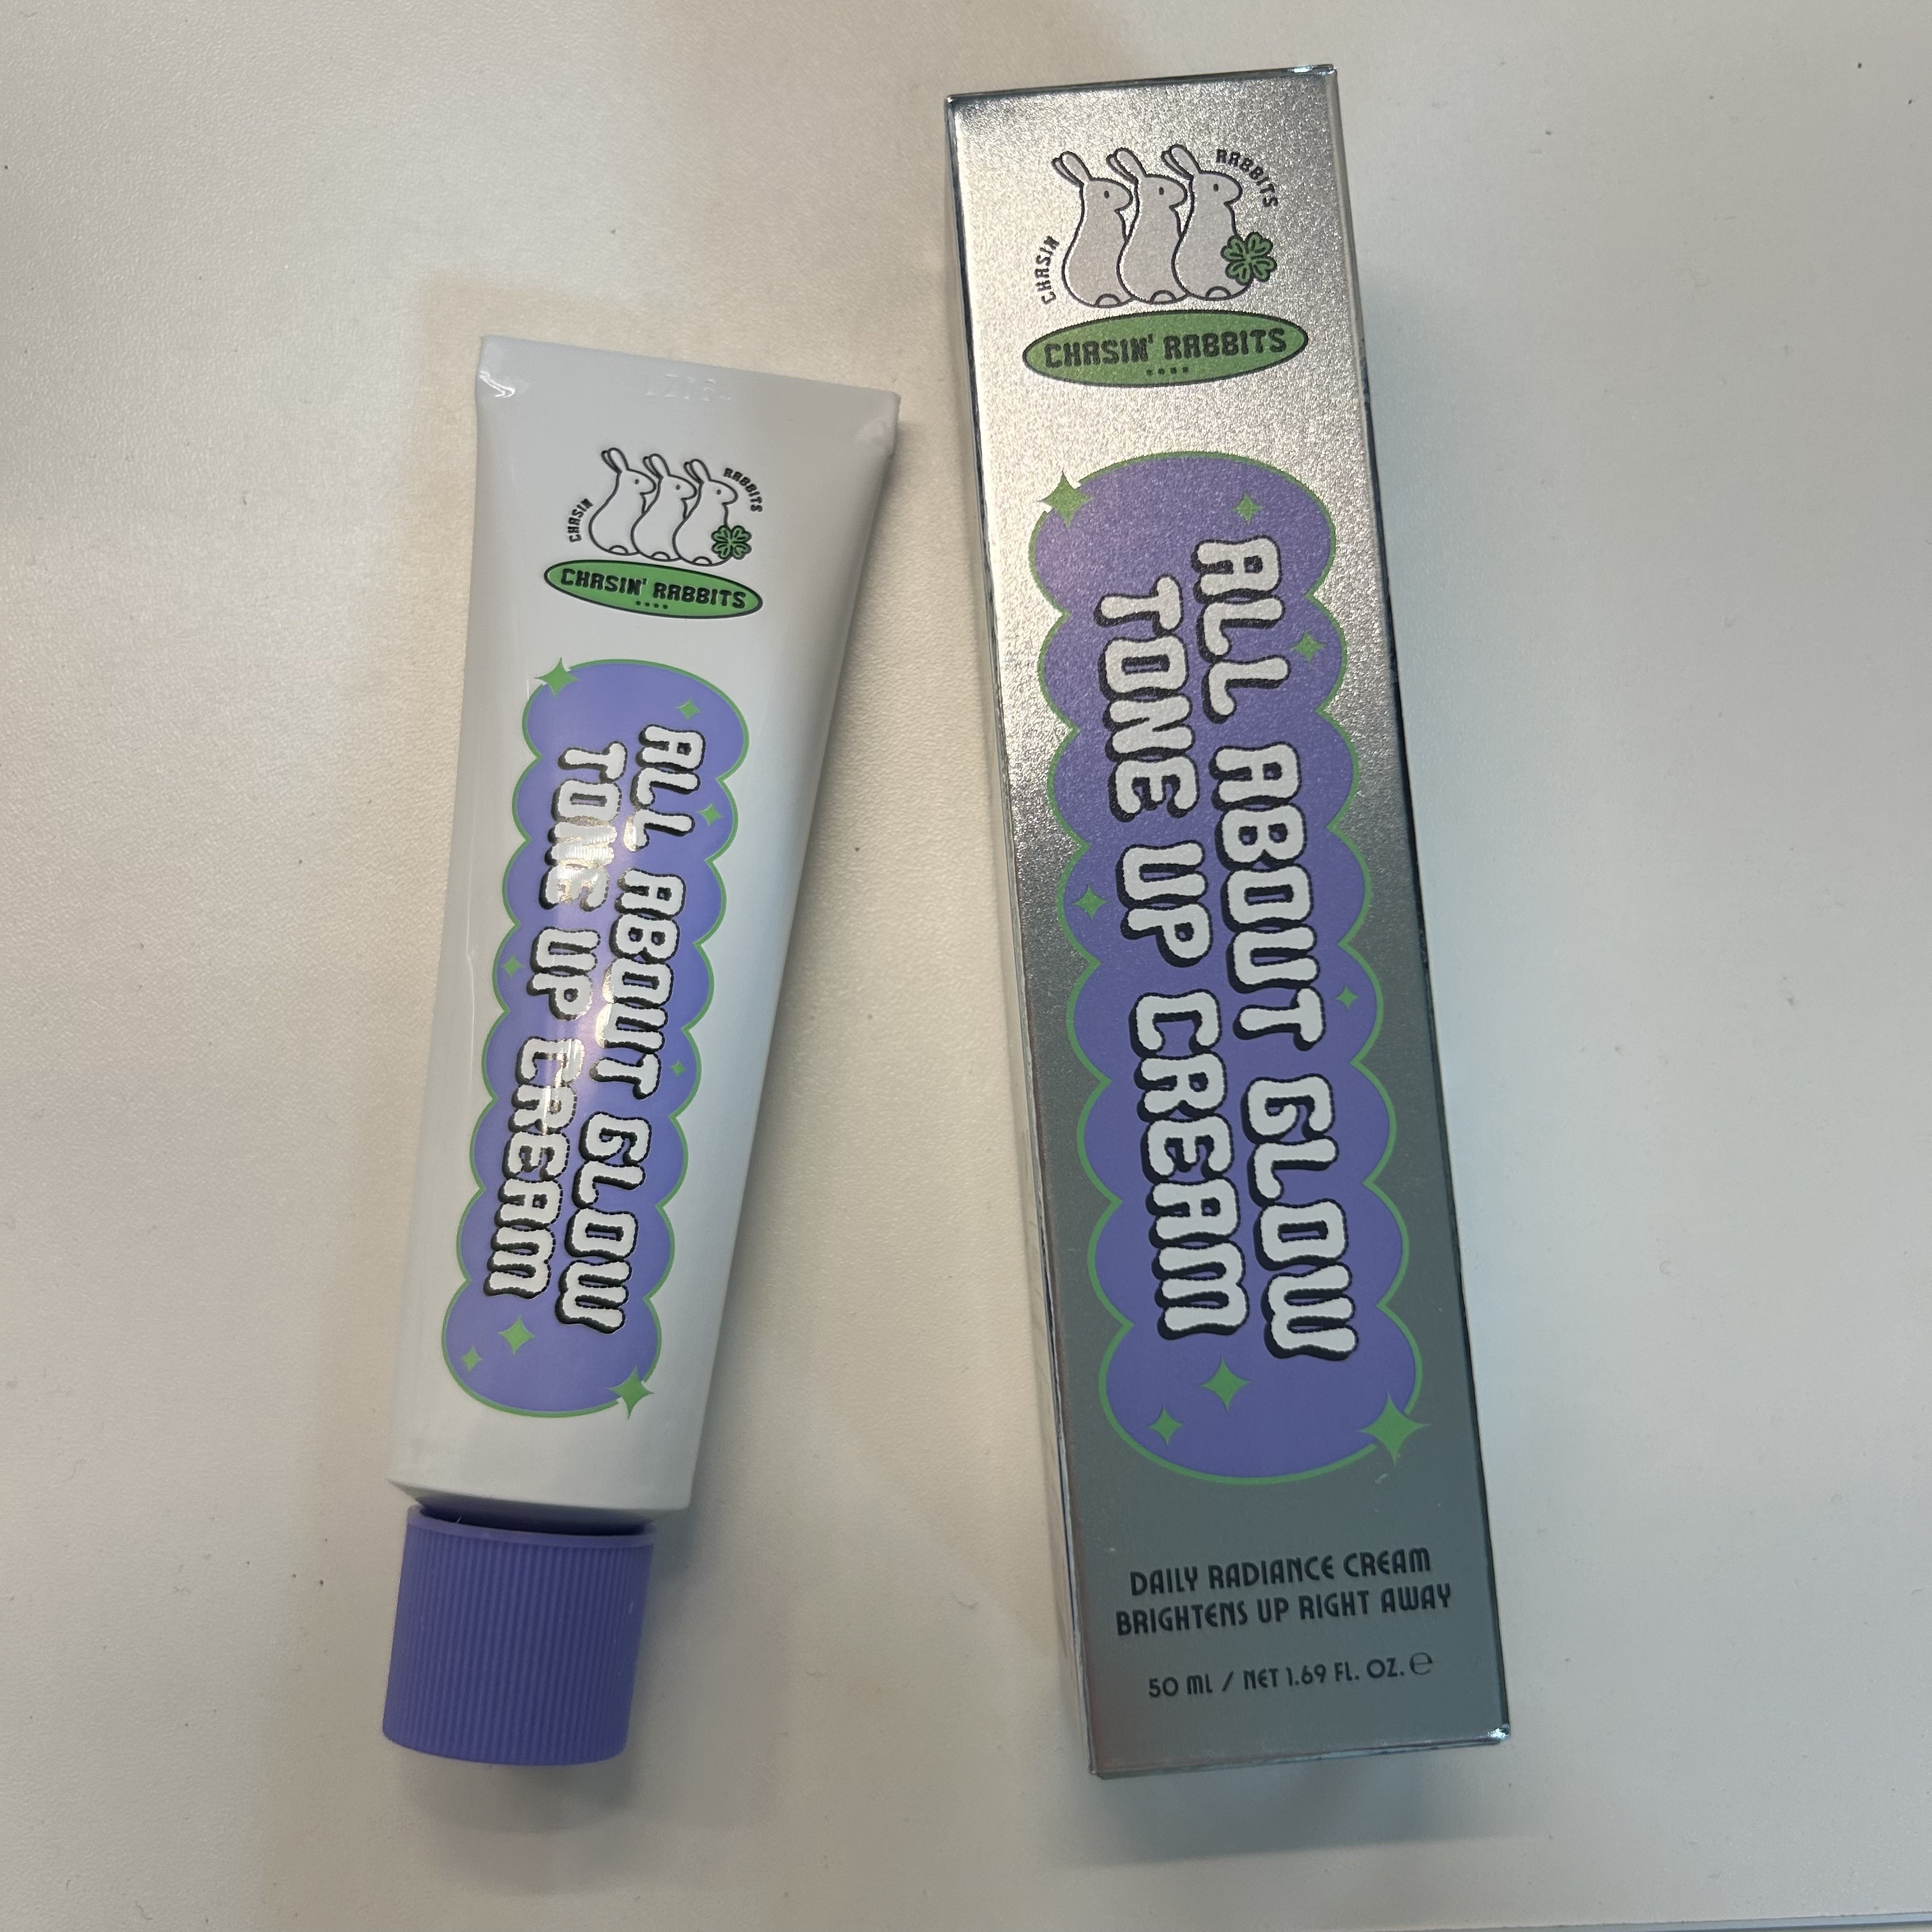 CHASIN
RABBITS
CHASIN' RABBITS
ALL ABOUT GLOW
TONE UP CREAM
CHASIN
RABBITS
CHASIN' RABBITS
ALL ABOUT GLOW
TONE UP CREAM
DAILY RADIANCE CREAM
BRIGHTENS UP RIGHT AWAY
50 ML / NET 1.69 FL. OZ. ℮